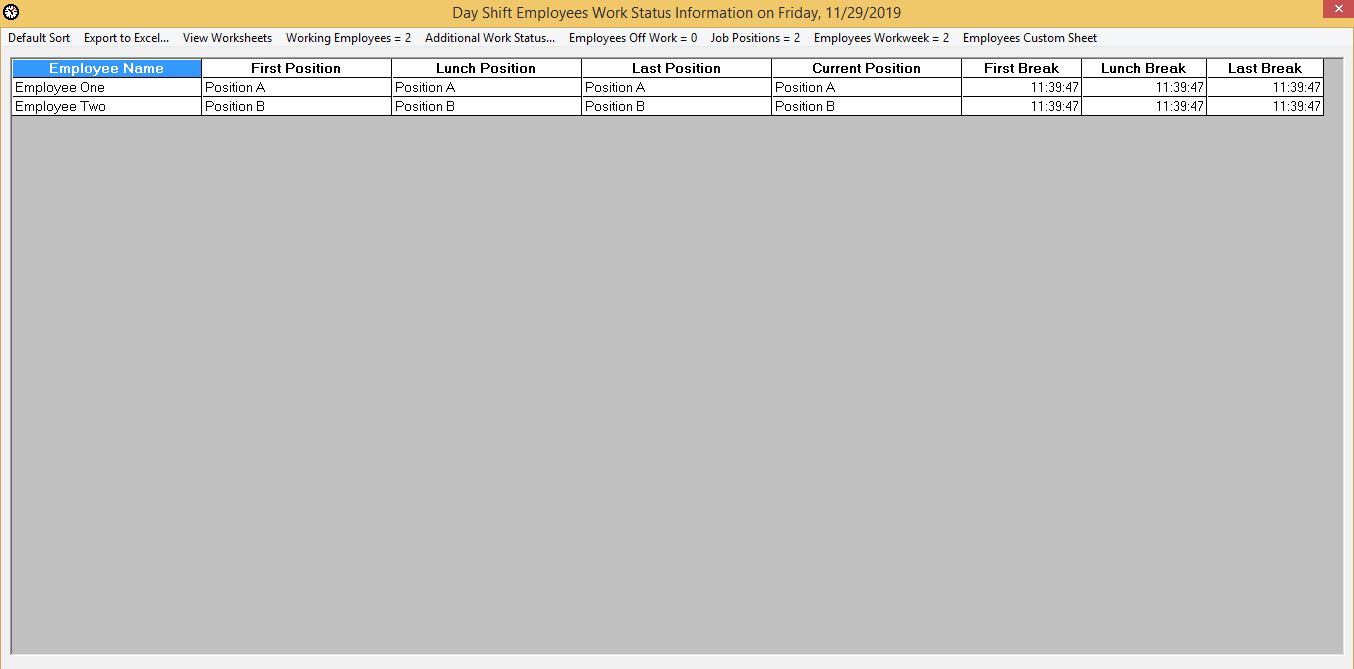 Day Shift Employees Work Status Information on Friday, 11/29/2019
Default Sort Export to Excel... View Worksheets Working Employees = 2 Additional Work Status... Employees Off Work = 0 Job Positions = 2 Employees Workweek = 2 Employees Custom Sheet
Employee Name First Position Lunch Position Last Position Current Position First Break Lunch Break Last Break
Employee One Position A Position A Position A Position A 11:39:47 11:39:47 11:39:47
Employee Two Position B Position B Position B Position B 11:39:47 11:39:47 11:39:47